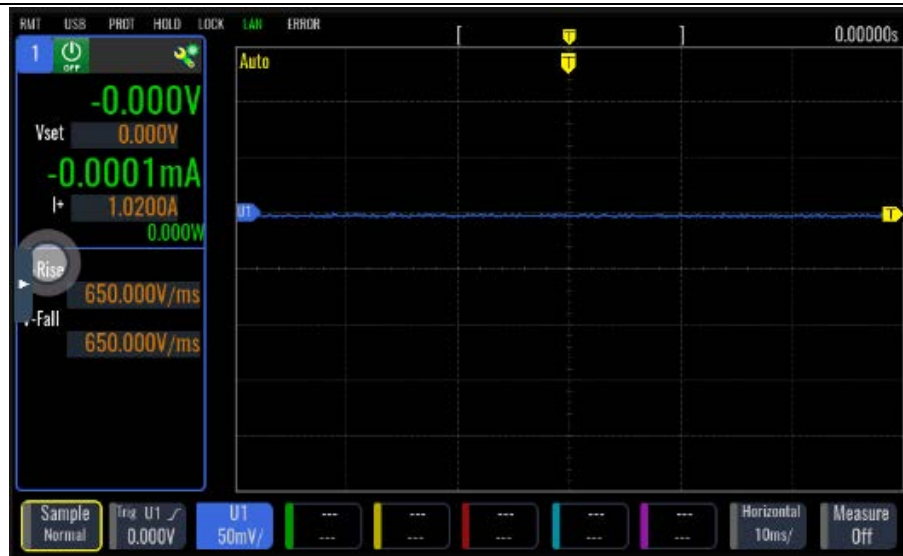 RMT USB PROT HOLD LOCK LAN ERROR
[ T ] 0.00000s
1 OFF
Auto
T
-0.000V
Vset 0.000V
-0.0001mA
I+ 1.0200A
0.000W
U1
T
Rise
650.000V/ms
-Fall
650.000V/ms
Sample Trig U1 U1 --- --- --- --- --- Horizontal Measure
Normal 0.000V 50mV/ --- --- --- --- --- 10ms/ Off